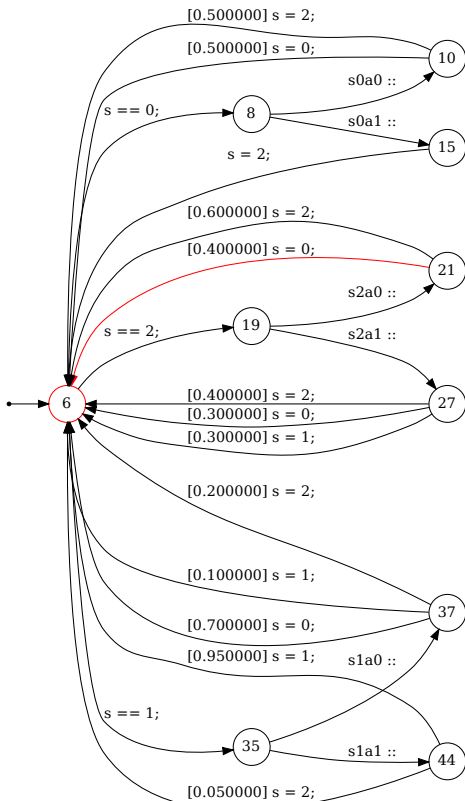 [0.500000] s = 2;
[0.500000] s = 0;
10
s0a0 ::
s == 0;
8
s0a1 ::
15
s = 2;
[0.600000] s = 2;
[0.400000] s = 0;
21
s2a0 ::
s == 2;
19
s2a1 ::
6
[0.400000] s = 2;
27
[0.300000] s = 0;
[0.300000] s = 1;
[0.200000] s = 2;
[0.100000] s = 1;
37
[0.700000] s = 0;
[0.950000] s = 1;
s1a0 ::
s == 1;
35
s1a1 ::
44
[0.050000] s = 2;